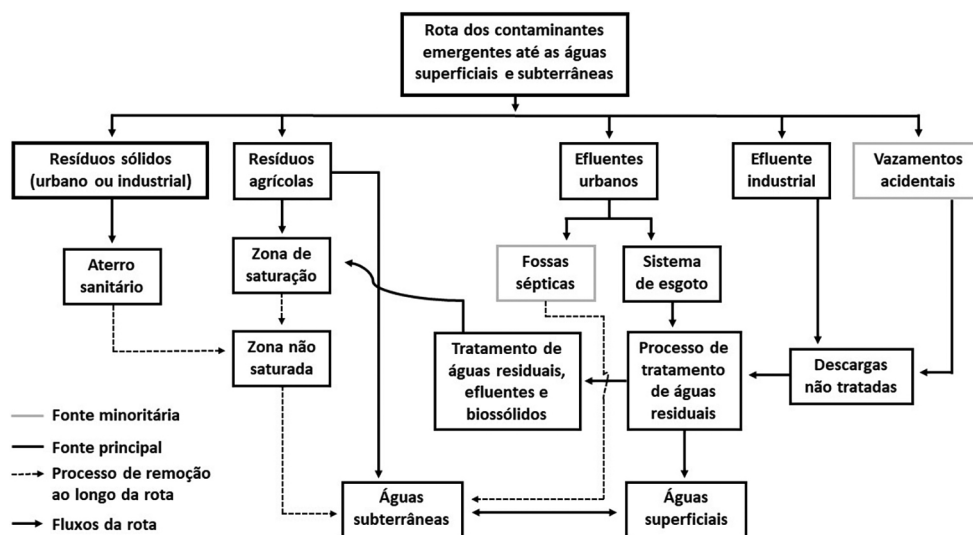 Rota dos contaminantes
emergentes até as águas
superficiais e subterrâneas
Resíduos sólidos
(urbano ou industrial)
Resíduos
agrícolas
Efluentes
urbanos
Efluente
industrial
Vazamentos
acidentais
Aterro
sanitário
Zona de
saturação
Fossas
sépticas
Sistema
de esgoto
Zona não
saturada
Tratamento de
águas residuais,
efluentes e
biossólidos
Processo de
tratamento
de águas
residuais
Descargas
não tratadas
Fonte minoritária
Fonte principal
Processo de remoção
ao longo da rota
Fluxos da rota
Águas
subterrâneas
Águas
superficiais